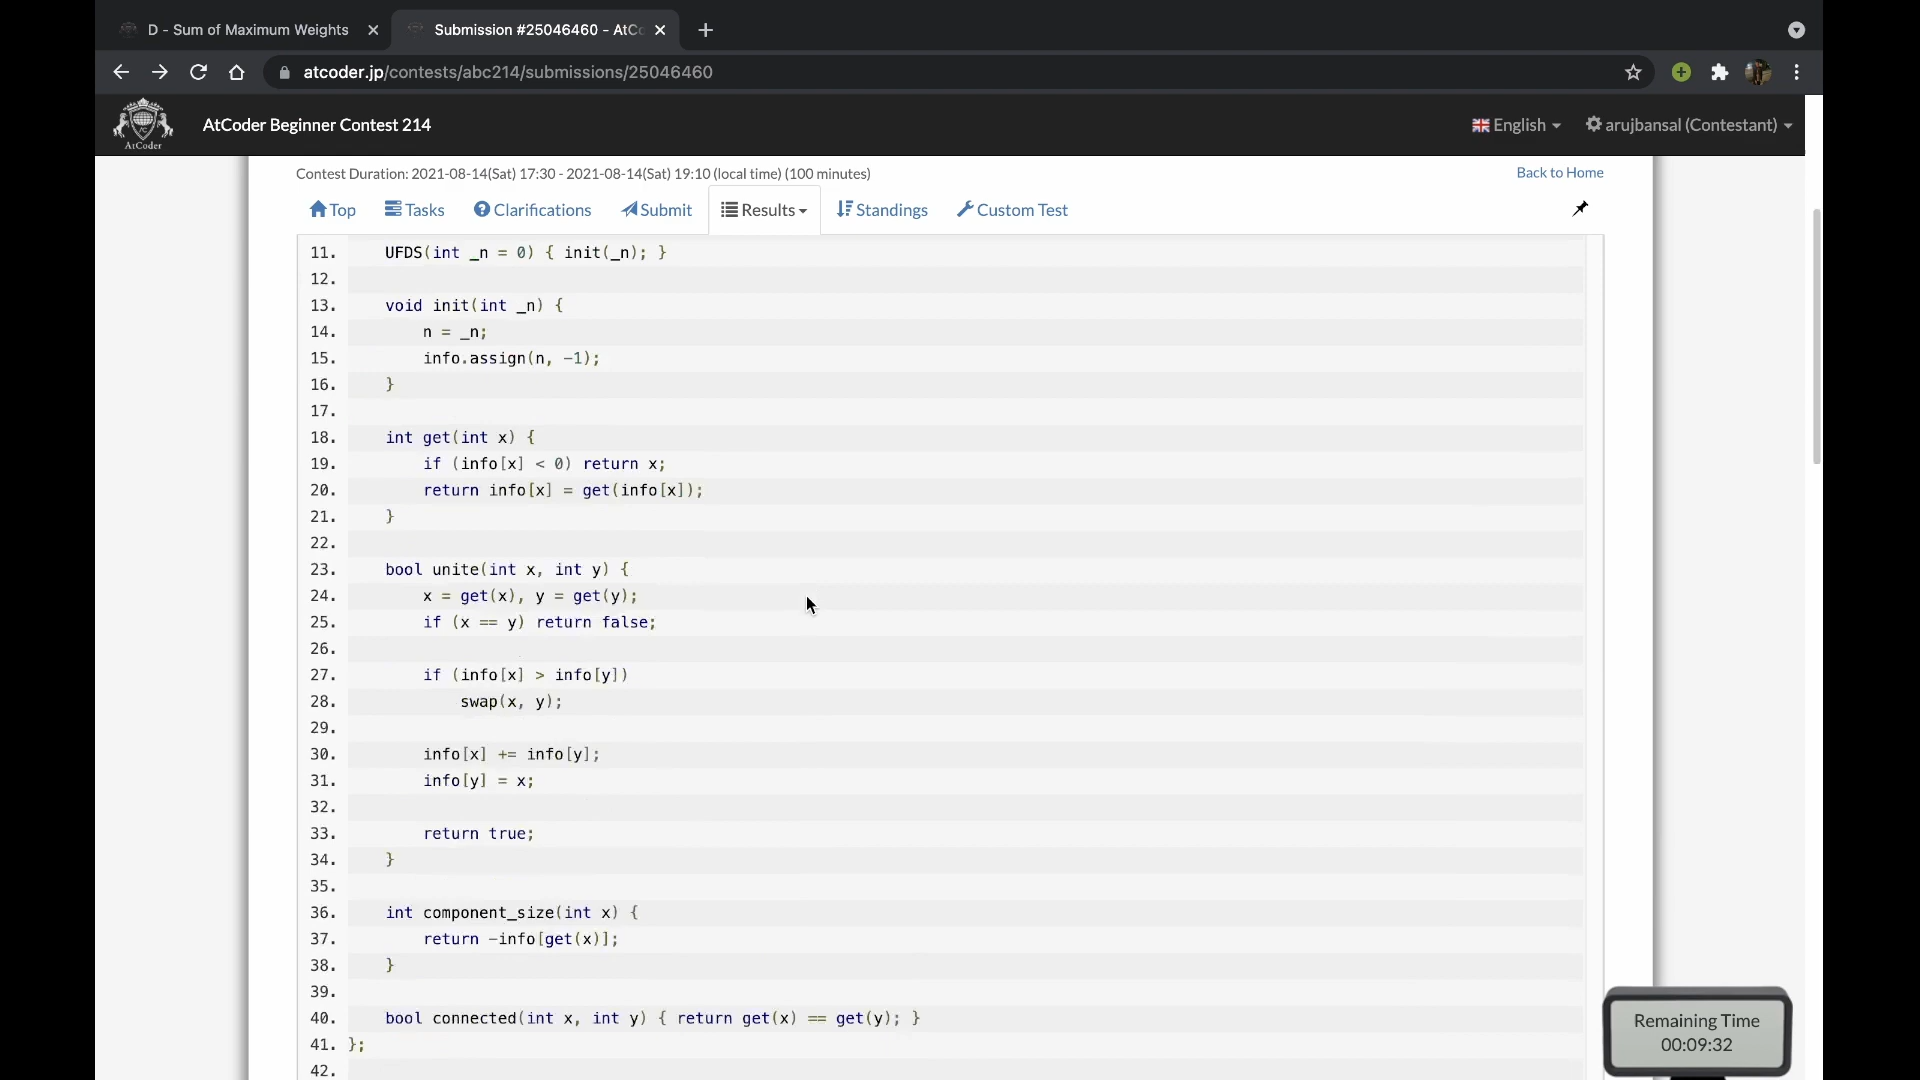 D - Sum of Maximum Weights
Submission #25046460 - AtCo
atcoder.jp/contests/abc214/submissions/25046460
AtCoder
AtCoder Beginner Contest 214
English
arujbansal (Contestant)
Contest Duration: 2021-08-14(Sat) 17:30 - 2021-08-14(Sat) 19:10 (local time) (100 minutes)
Back to Home
Top
Tasks
Clarifications
Submit
Results
Standings
Custom Test
11. UFDS(int _n = 0) { init(_n); }
12.
13. void init(int _n) {
14. n = _n;
15. info.assign(n, -1);
16. }
17.
18. int get(int x) {
19. if (info[x] < 0) return x;
20. return info[x] = get(info[x]);
21. }
22.
23. bool unite(int x, int y) {
24. x = get(x), y = get(y);
25. if (x == y) return false;
26.
27. if (info[x] > info[y])
28. swap(x, y);
29.
30. info[x] += info[y];
31. info[y] = x;
32.
33. return true;
34. }
35.
36. int component_size(int x) {
37. return -info[get(x)];
38. }
39.
40. bool connected(int x, int y) { return get(x) == get(y); }
41. };
42.
Remaining Time
00:09:32